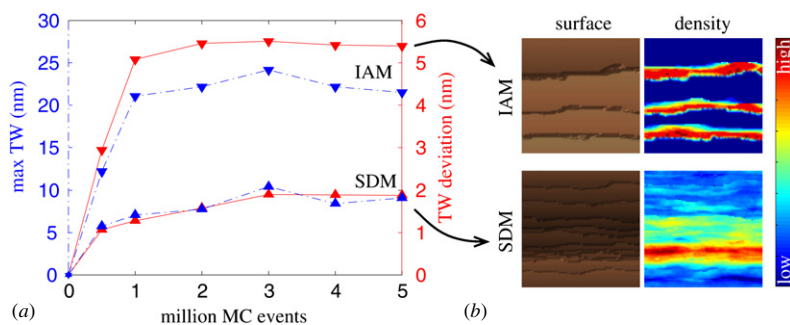 max TW (nm)
30
25
20
15
10
5
0
IAM
SDM
6
5
4
3
2
1
0
TW deviation (nm)
0 1 2 3 4 5
million MC events
(a)
surface density
IAM
SDM
high
low
(b)